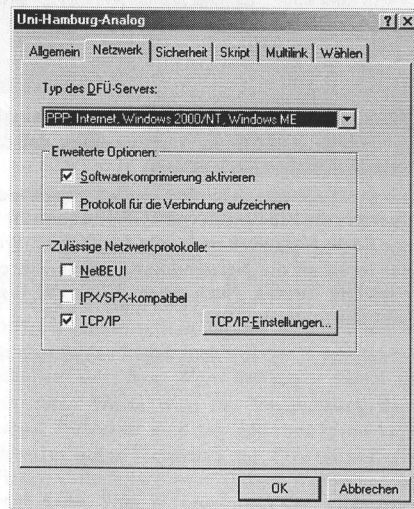 Uni-Hamburg-Analog
Allgemein Netzwerk Sicherheit Skript Multilink Wählen
Typ des DFÜ-Servers:
PPP: Internet, Windows 2000/NT, Windows ME
Erweiterte Optionen:
Softwarekomprimierung aktivieren
Protokoll für die Verbindung aufzeichnen
Zulässige Netzwerkprotokolle:
NetBEUI
IPX/SPX-kompatibel
TCP/IP TCP/IP-Einstellungen...
OK Abbrechen